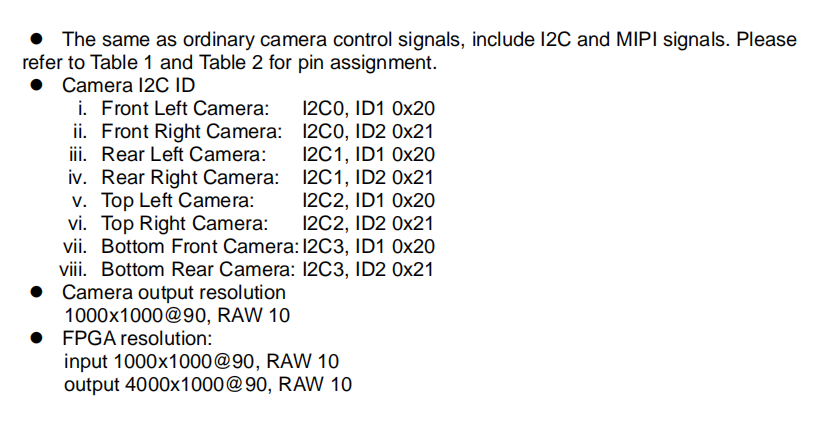 ● The same as ordinary camera control signals, include I2C and MIPI signals. Please
refer to Table 1 and Table 2 for pin assignment.
● Camera I2C ID
i. Front Left Camera: I2C0, ID1 0x20
ii. Front Right Camera: I2C0, ID2 0x21
iii. Rear Left Camera: I2C1, ID1 0x20
iv. Rear Right Camera: I2C1, ID2 0x21
v. Top Left Camera: I2C2, ID1 0x20
vi. Top Right Camera: I2C2, ID2 0x21
vii. Bottom Front Camera: I2C3, ID1 0x20
viii. Bottom Rear Camera: I2C3, ID2 0x21
● Camera output resolution
1000x1000@90, RAW 10
● FPGA resolution:
input 1000x1000@90, RAW 10
output 4000x1000@90, RAW 10